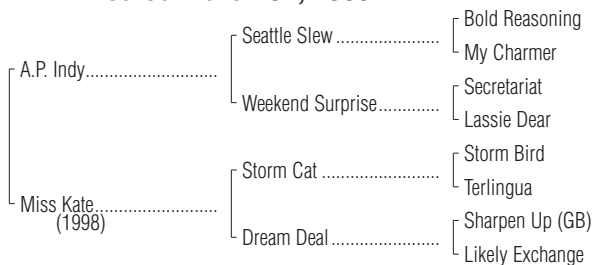 Bold Reasoning
Seattle Slew
My Charmer
A.P. Indy
Secretariat
Weekend Surprise
Lassie Dear
Storm Bird
Storm Cat
Terlingua
Miss Kate
(1998)
Sharpen Up (GB)
Dream Deal
Likely Exchange